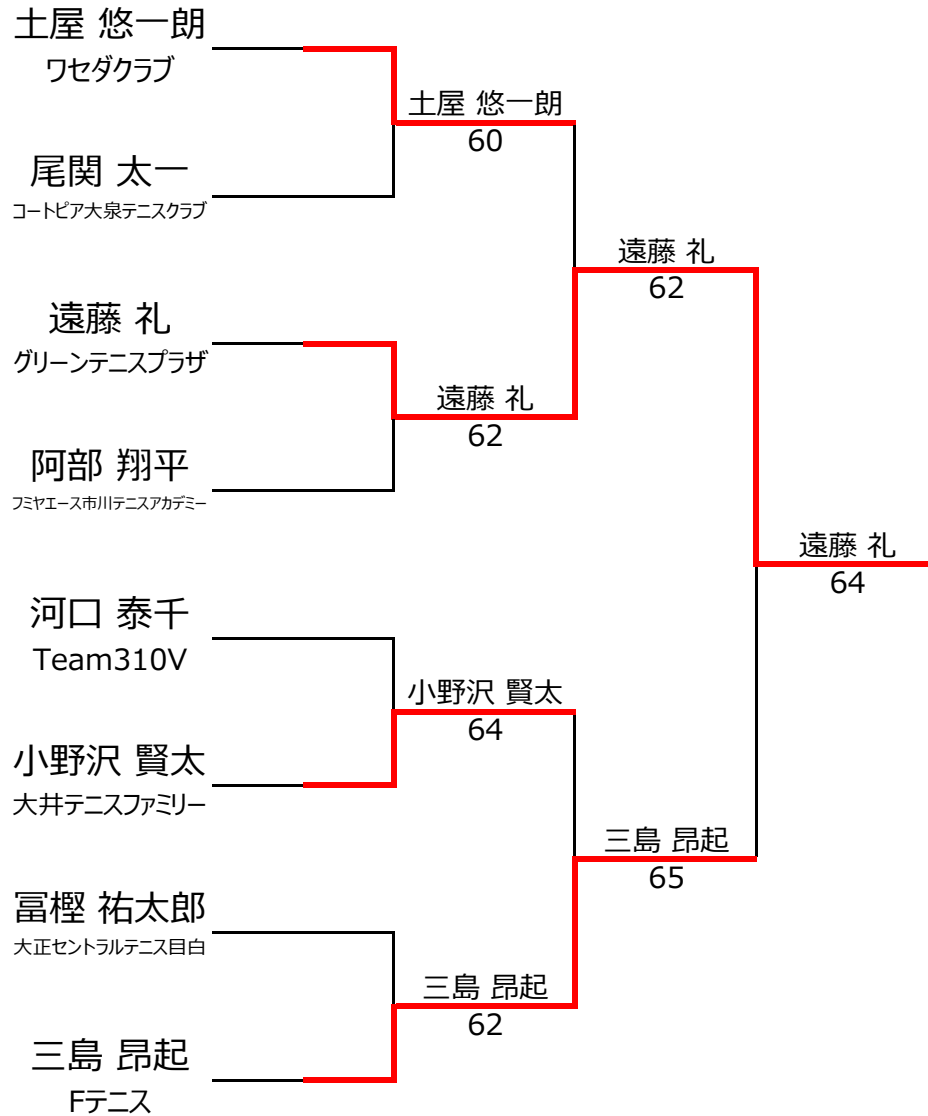 土屋 悠一朗
ワセダクラブ
土屋 悠一朗
60
尾関 太一
コートピア大泉テニスクラブ
遠藤 礼
62
遠藤 礼
グリーンテニスプラザ
遠藤 礼
62
阿部 翔平
フミヤエース市川テニスアカデミー
遠藤 礼
64
河口 泰千
Team310V
小野沢 賢太
64
小野沢 賢太
大井テニスファミリー
三島 昂起
65
冨樫 祐太郎
大正セントラルテニス目白
三島 昂起
62
三島 昂起
Fテニス